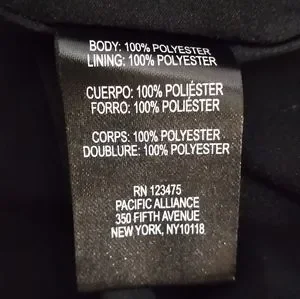 BODY: 100% POLYESTER
LINING: 100% POLYESTER
CUERPO: 100% POLIÉSTER
FORRO: 100% POLIÉSTER
CORPS: 100% POLYESTER
DOUBLURE: 100% POLYESTER
RN 123475
PACIFIC ALLIANCE
350 FIFTH AVENUE
NEW YORK, NY10118